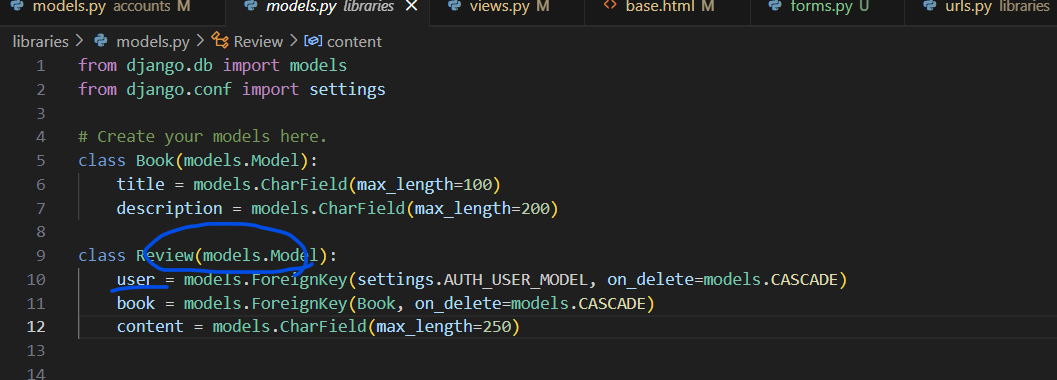 models.py accounts M models.py libraries views.py M base.html M forms.py U urls.py libraries
libraries > models.py > Review > content
1 from django.db import models
2 from django.conf import settings
3
4 # Create your models here.
5 class Book(models.Model):
6 title = models.CharField(max_length=100)
7 description = models.CharField(max_length=200)
8
9 class Review(models.Model):
10 user = models.ForeignKey(settings.AUTH_USER_MODEL, on_delete=models.CASCADE)
11 book = models.ForeignKey(Book, on_delete=models.CASCADE)
12 content = models.CharField(max_length=250)
13
14